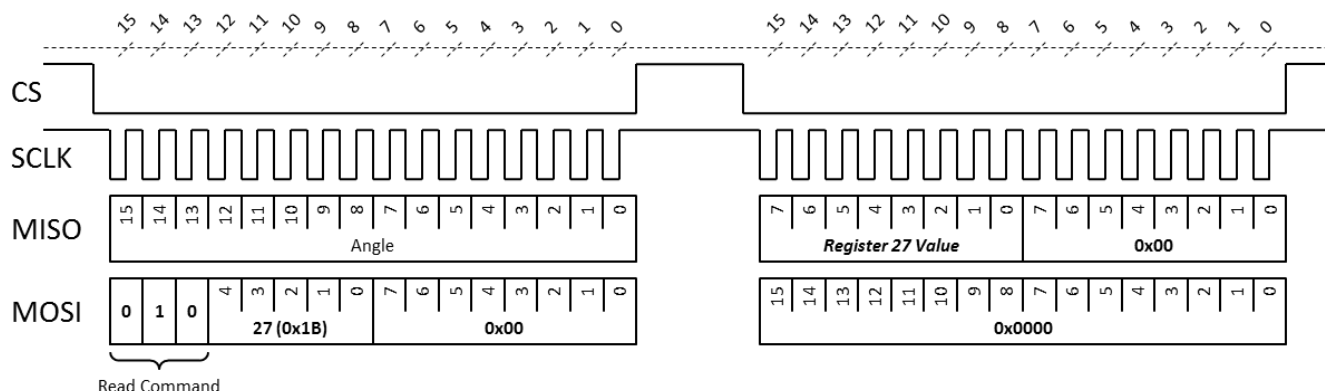 15 14 13 12 11 10 9 8 7 6 5 4 3 2 1 0 15 14 13 12 11 10 9 8 7 6 5 4 3 2 1 0
CS
SCLK
MISO
15 14 13 12 11 10 9 8 7 6 5 4 3 2 1 0 7 6 5 4 3 2 1 0 7 6 5 4 3 2 1 0
Angle Register 27 Value 0x00
MOSI
0 1 0 4 3 2 1 0 7 6 5 4 3 2 1 0 15 14 13 12 11 10 9 8 7 6 5 4 3 2 1 0
27 (0x1B) 0x00 0x0000
Read Command